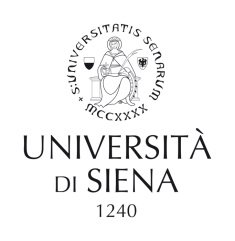 S·UNIVERSITATIS SENARUM
MCCXXXX
UNIVERSITÀ
DI SIENA
1240